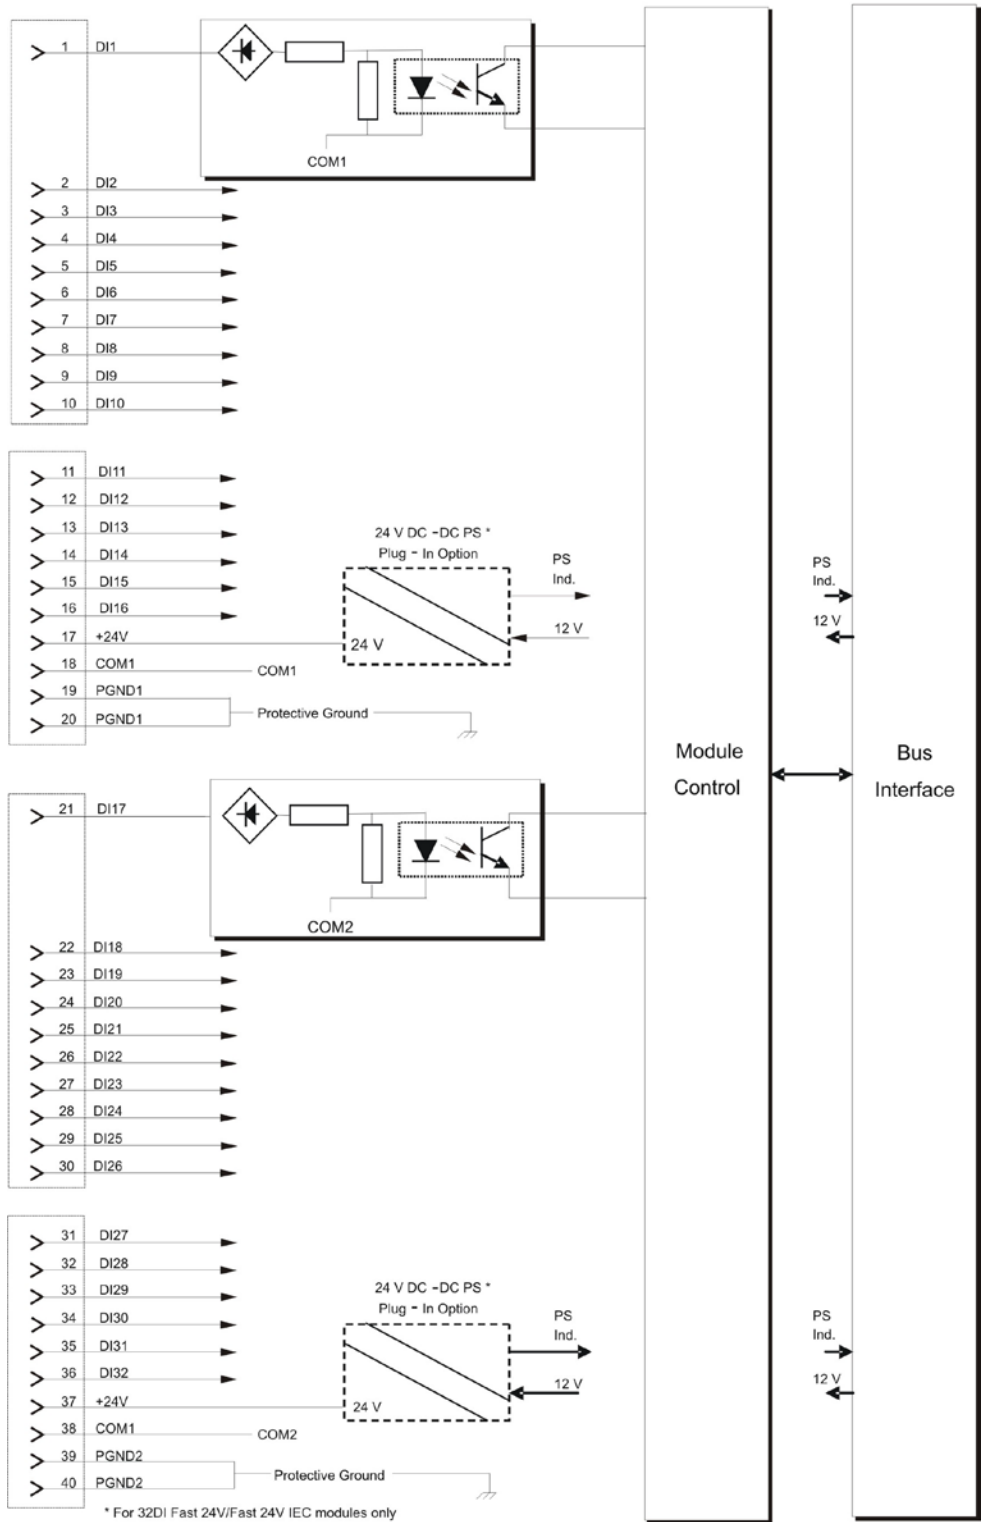 1 DI1
COM1
2 DI2
3 DI3
4 DI4
5 DI5
6 DI6
7 DI7
8 DI8
9 DI9
10 DI10
11 DI11
12 DI12
13 DI13
14 DI14
15 DI15
16 DI16
17 +24V
18 COM1
COM1
19 PGND1
20 PGND1
Protective Ground
24 V DC -DC PS *
Plug - In Option
24 V
PS
Ind.
12 V
PS
Ind.
12 V
Module
Control
Bus
Interface
21 DI17
COM2
22 DI18
23 DI19
24 DI20
25 DI21
26 DI22
27 DI23
28 DI24
29 DI25
30 DI26
31 DI27
32 DI28
33 DI29
34 DI30
35 DI31
36 DI32
37 +24V
38 COM1
COM2
39 PGND2
40 PGND2
Protective Ground
24 V DC -DC PS *
Plug - In Option
24 V
PS
Ind.
12 V
PS
Ind.
12 V
* For 32DI Fast 24V/Fast 24V IEC modules only